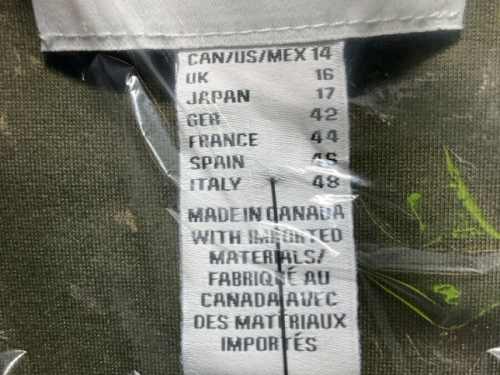 CAN/US/MEX 14
UK 16
JAPAN 17
GER 42
FRANCE 44
SPAIN 46
ITALY 48
MADE IN CANADA
WITH IMPORTED
MATERIALS/
FABRIQUÉ AU
CANADA AVEC
DES MATÉRIAUX
IMPORTÉS